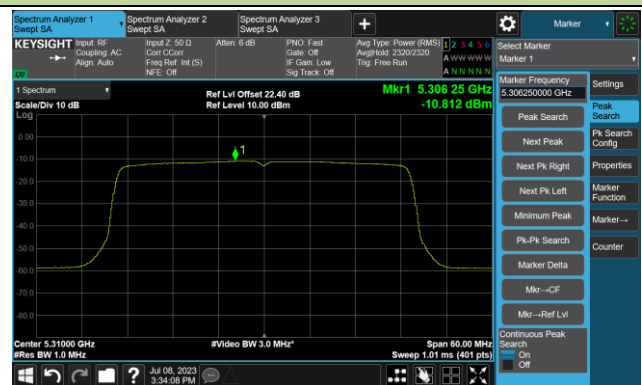 Spectrum Analyzer 1
Swept SA
Spectrum Analyzer 2
Swept SA
Spectrum Analyzer 3
Swept SA
+
Marker
KEYSIGHT
Input: RF
Coupling: AC
Align: Auto
Input Z: 50 Ω
Corr CCorr
Freq Ref: Int (S)
NFE: Off
Atten: 6 dB
PNO: Fast
Gate: Off
IF Gain: Low
Sig Track: Off
Avg Type: Power (RMS)
Avg|Hold: 2320/2320
Trig: Free Run
1 2 3 4 5 6
A W W W W W
A N N N N N
Select Marker
Marker 1
1 Spectrum
Scale/Div 10 dB
Log
Ref Lvl Offset 22.40 dB
Ref Level 10.00 dBm
Mkr1 5.306 25 GHz
-10.812 dBm
1
0.00
-10.0
-20.0
-30.0
-40.0
-50.0
-60.0
-70.0
-80.0
Center 5.31000 GHz
#Res BW 1.0 MHz
#Video BW 3.0 MHz*
Span 60.00 MHz
Sweep 1.01 ms (401 pts)
Marker Frequency
5.306250000 GHz
Peak Search
Next Peak
Next Pk Right
Next Pk Left
Minimum Peak
Pk-Pk Search
Marker Delta
Mkr→CF
Mkr→Ref Lvl
Continuous Peak
Search
On
Off
Settings
Peak
Search
Pk Search
Config
Properties
Marker
Function
Marker→
Counter
?
Jul 08, 2023
3:34:08 PM